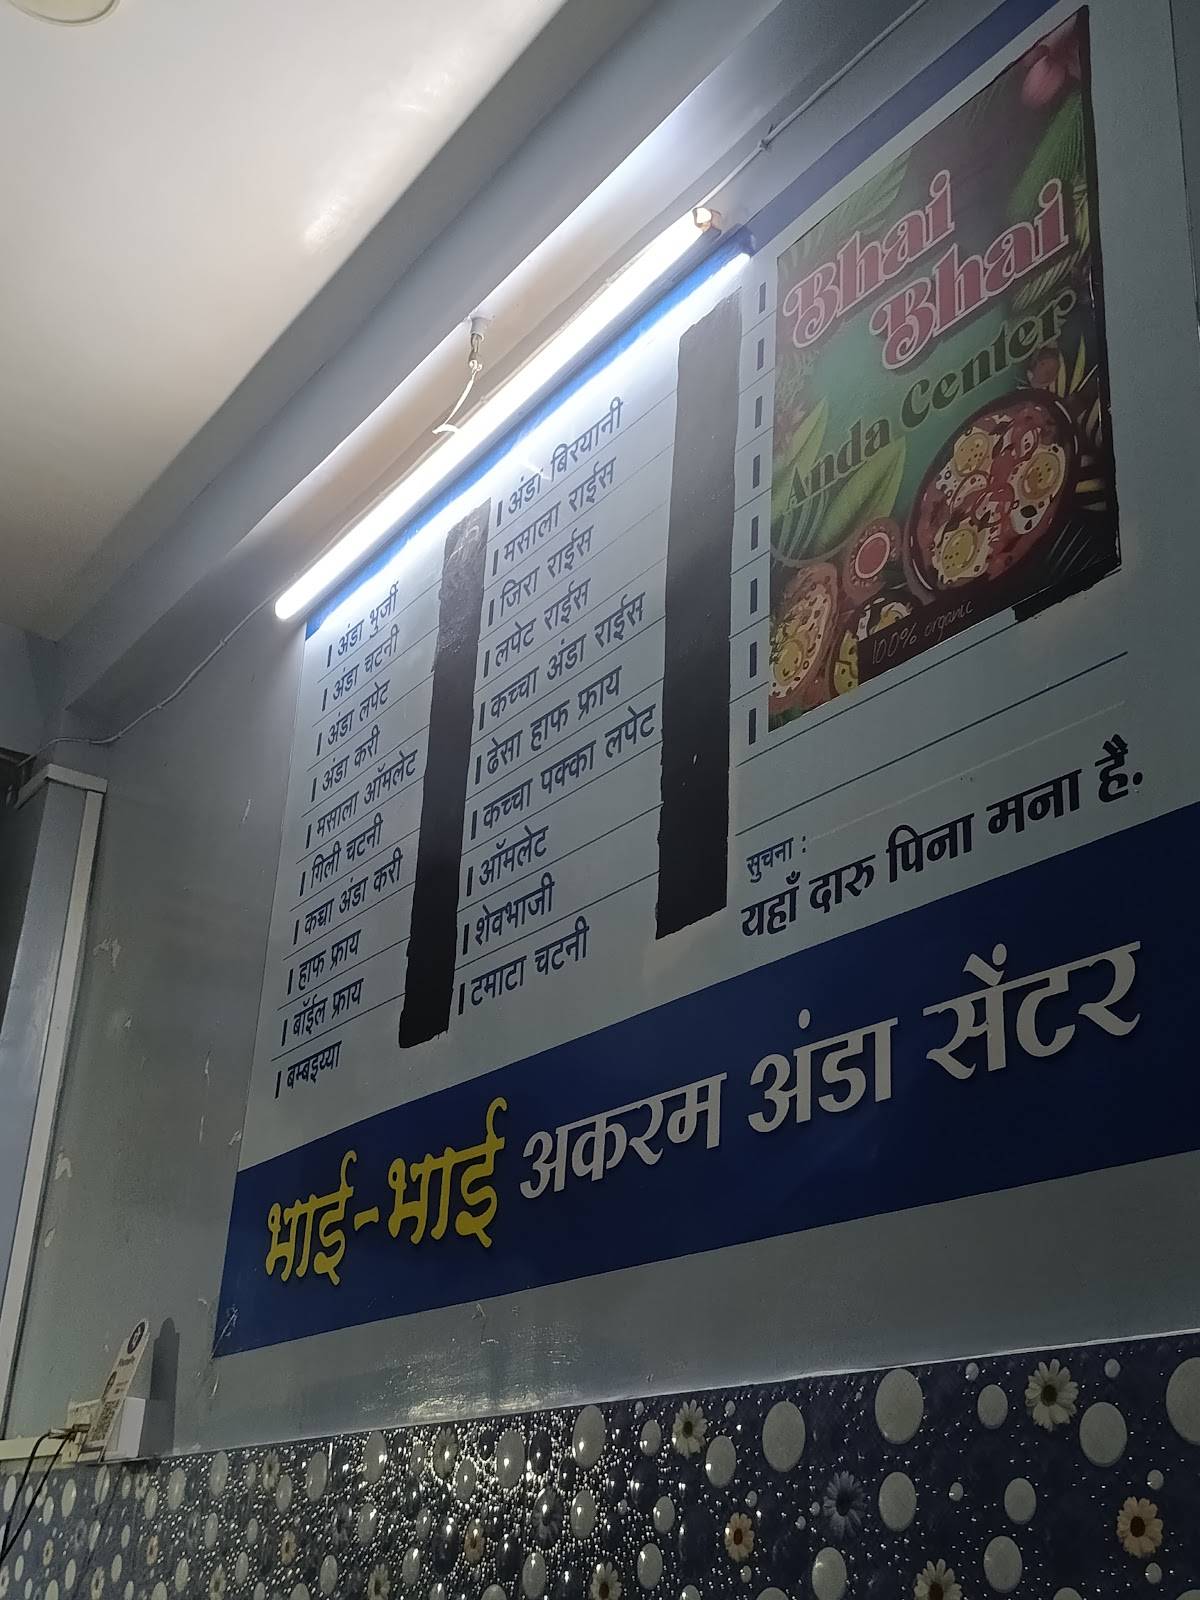 अंडा भुर्जी
अंडा चटनी
अंडा लपेट
अंडा करी
मसाला ऑमलेट
गिली चटनी
कच्चा अंडा करी
हाफ फ्राय
बॉईल फ्राय
बम्बइय्या
अंडा बिरयानी
मसाला राईस
जिरा राईस
लपेट राईस
कच्चा अंडा राईस
ढेसा हाफ फ्राय
कच्चा पक्का लपेट
ऑमलेट
शेवभाजी
टमाटा चटनी
Bhai
Bhai
Anda Center
100% organic
सुचना :
यहाँ दारु पिना मना है.
भाई-भाई अकरम अंडा सेंटर